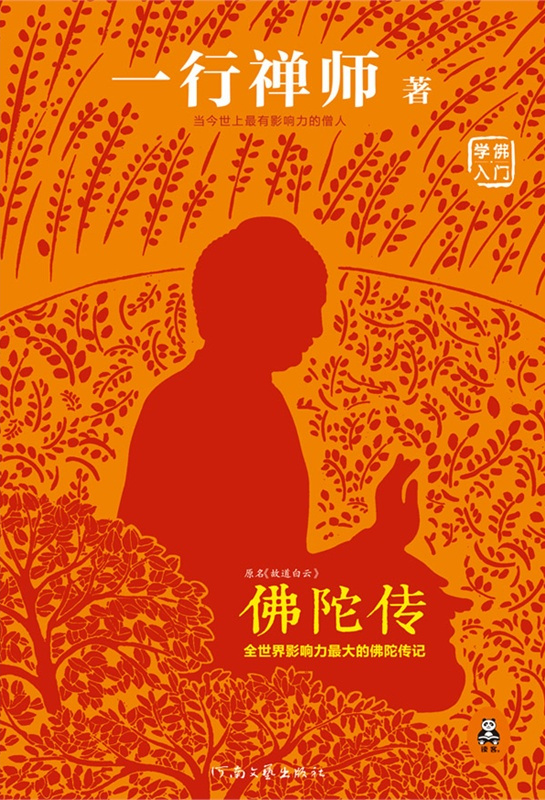 一行禅师 著
当今世上最有影响力的僧人
学佛
入门
原名《故道白云》
佛陀传
全世界影响力最大的佛陀传记
读客
河南文艺出版社